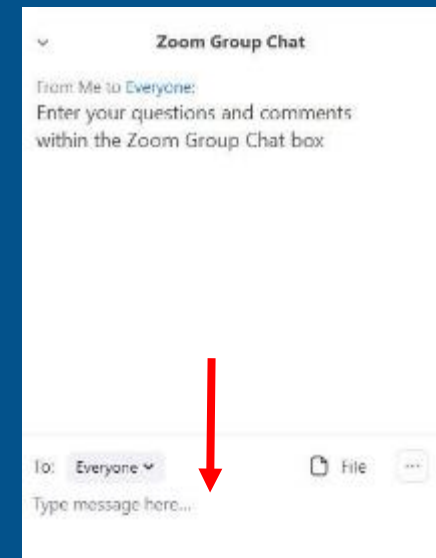 Zoom Group Chat
From Me to Everyone:
Enter your questions and comments
within the Zoom Group Chat box
To: Everyone File ...
Type message here...